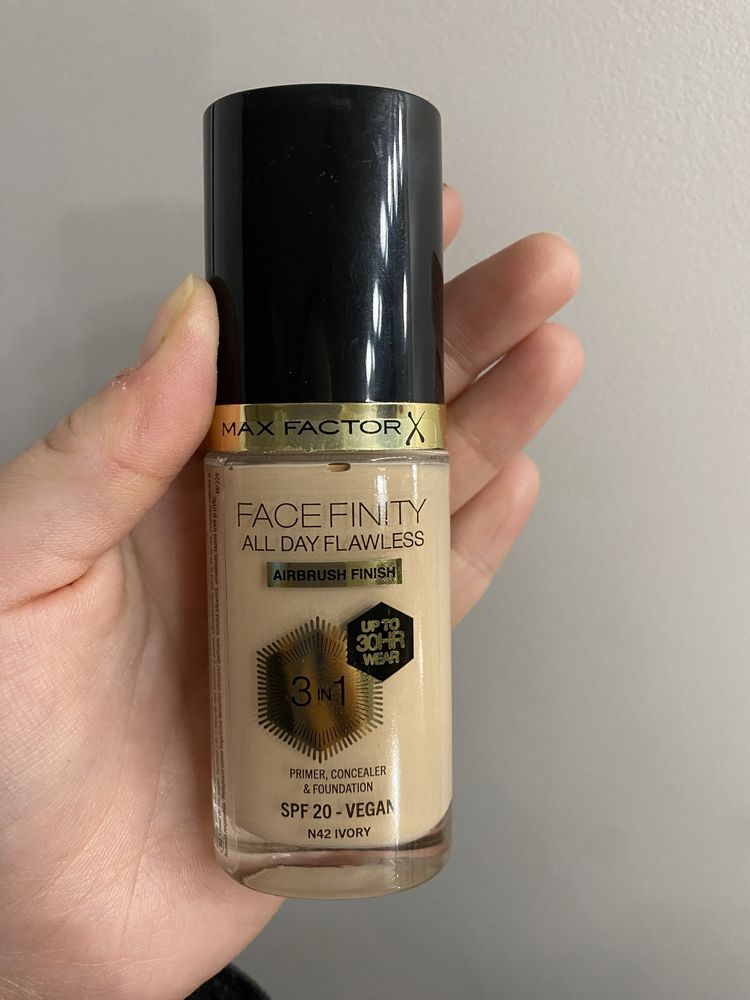 MAX FACTOR X
FACEFINITY
ALL DAY FLAWLESS
AIRBRUSH FINISH
UP TO
30HR
WEAR
3 IN 1
PRIMER, CONCEALER
& FOUNDATION
SPF 20 - VEGAN
N42 IVORY